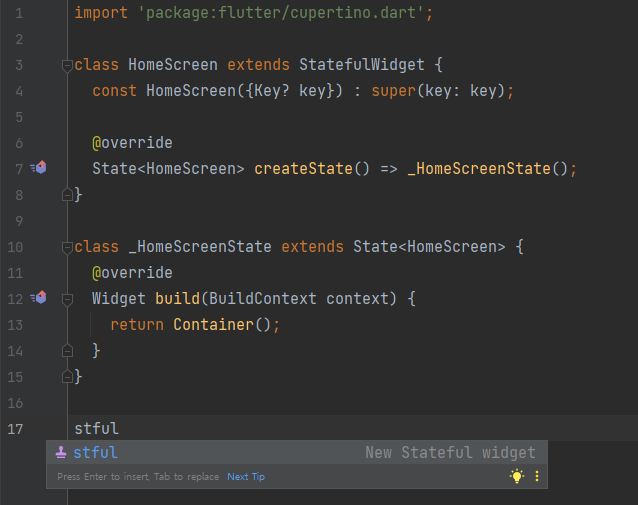 1 import 'package:flutter/cupertino.dart';
2
3 class HomeScreen extends StatefulWidget {
4 const HomeScreen({Key? key}) : super(key: key);
5
6 @override
7 State<HomeScreen> createState() => _HomeScreenState();
8 }
9
10 class _HomeScreenState extends State<HomeScreen> {
11 @override
12 Widget build(BuildContext context) {
13 return Container();
14 }
15 }
16
17 stful
stful New Stateful widget
Press Enter to insert, Tab to replace Next Tip